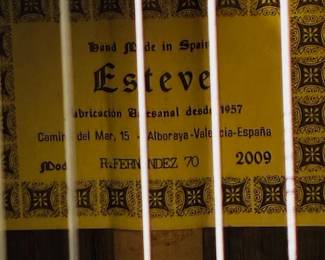 Hand Made in Spain
Esteve
Fabricación Artesanal desde 1957
Camino del Mar, 15 - Alboraya-Valencia-España
Mod. R.FERNANDEZ 70 2009